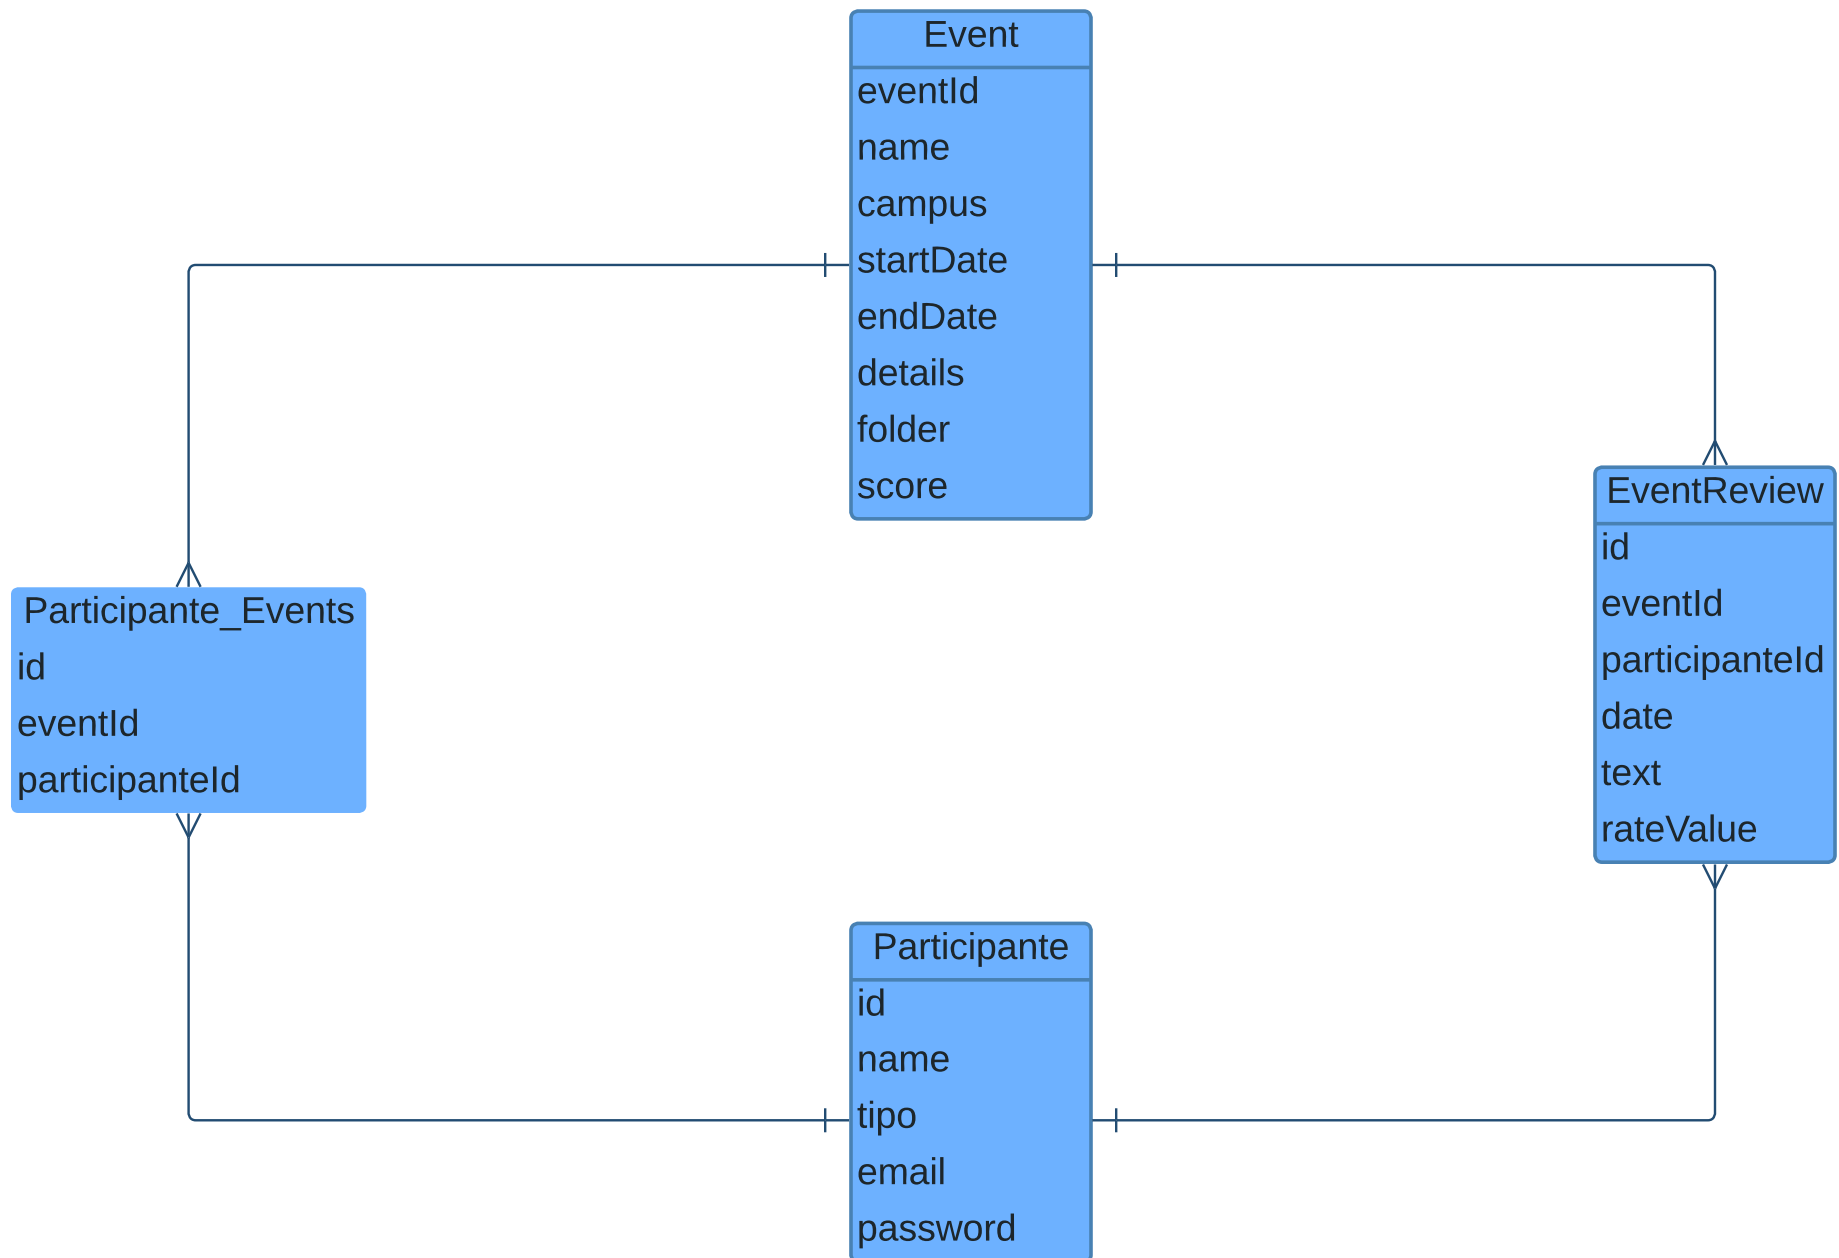 Event
eventId
name
campus
startDate
endDate
details
folder
score
Participante_Events
id
eventId
participanteId
EventReview
id
eventId
participanteId
date
text
rateValue
Participante
id
name
tipo
email
password